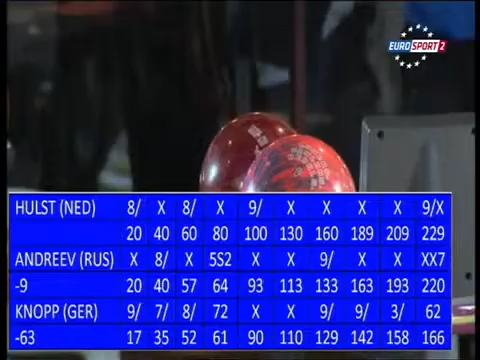 EUROSPORT 2
HULST (NED) 8/ X 8/ X 9/ X X X X 9/X
20 40 60 80 100 130 160 189 209 229
ANDREEV (RUS) X 8/ X 5S2 X X 9/ X X XX7
-9 20 40 57 64 93 113 133 163 193 220
KNOPP (GER) 9/ 7/ 8/ 72 X X 9/ 9/ 3/ 62
-63 17 35 52 61 90 110 129 142 158 166